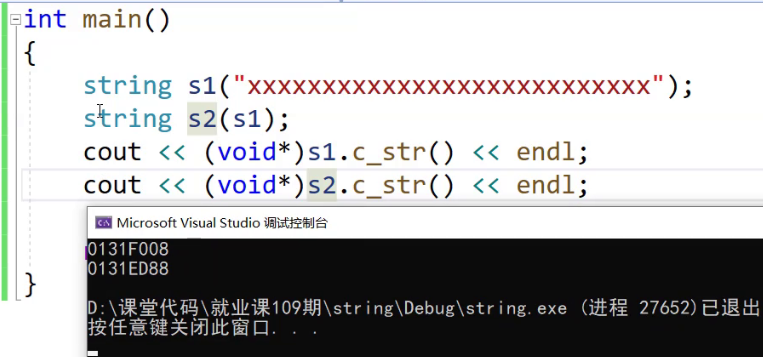 int main()
{
string s1("xxxxxxxxxxxxxxxxxxxxxxxxxxx");
string s2(s1);
cout << (void*)s1.c_str() << endl;
cout << (void*)s2.c_str() << endl;
Microsoft Visual Studio 调试控制台
0131F008
0131ED88
D:\课堂代码\就业课109期\string\Debug\string.exe (进程 27652)已退出
按任意键关闭此窗口. . .
}